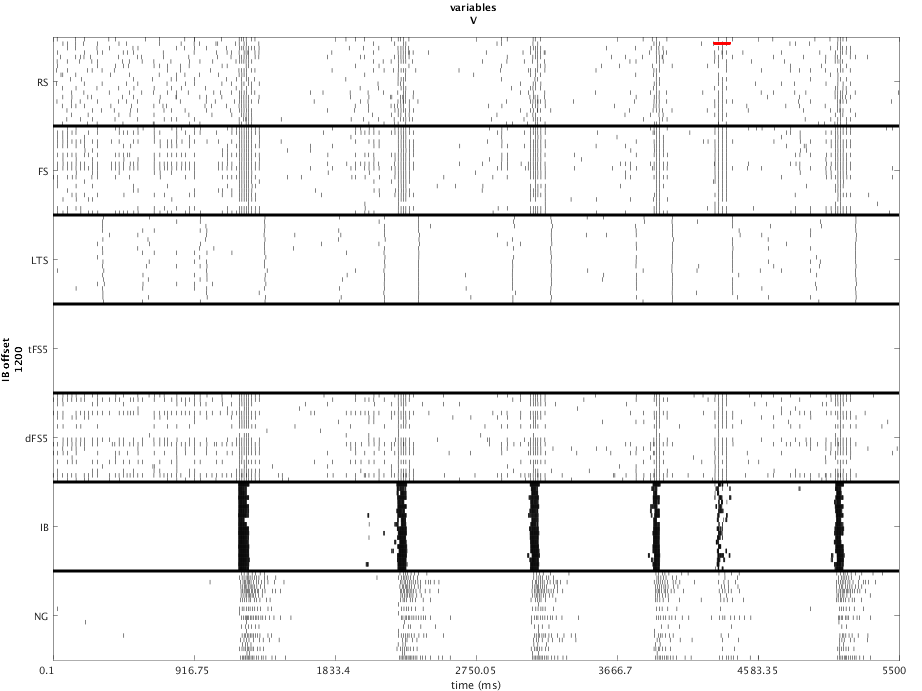 variables
V
RS
FS
LTS
tFS5
dFS5
IB
NG
IB offset
1200
0.1 916.75 1833.4 2750.05 3666.7 4583.35 5500
time (ms)